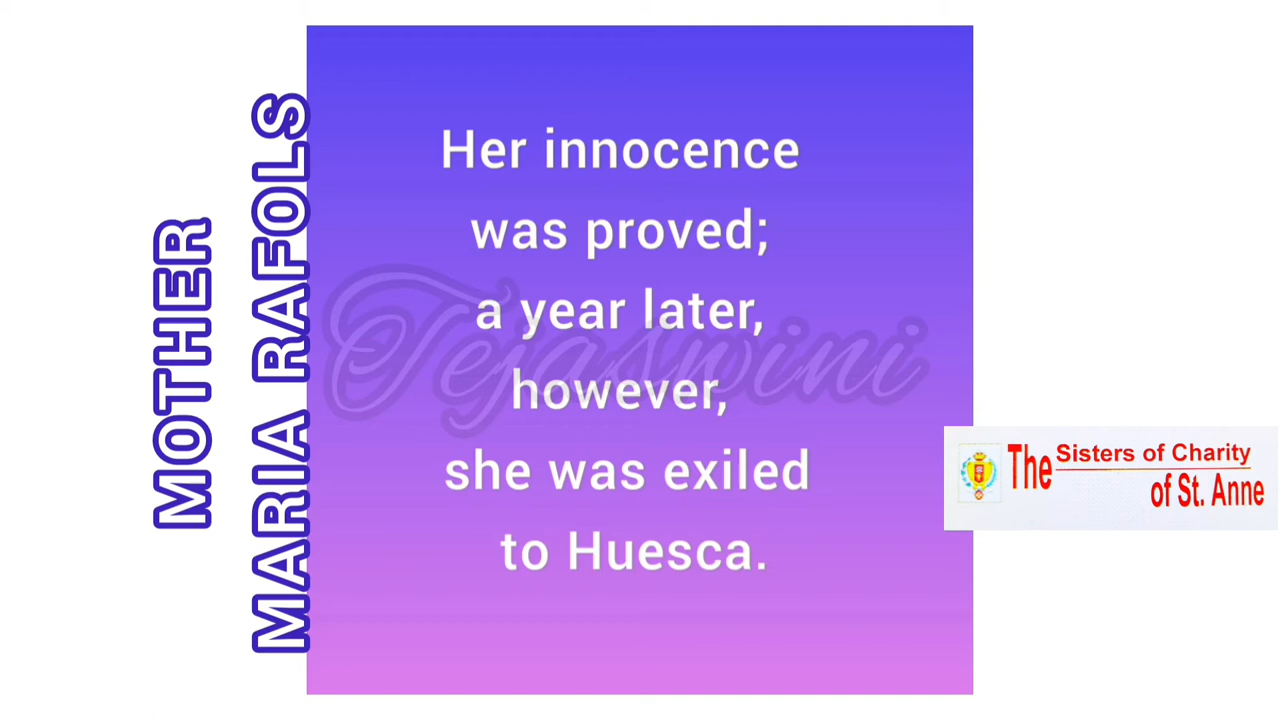 MOTHER
MARIA RAFOLS
Her innocence
was proved;
a year later,
however,
she was exiled
to Huesca.
Tejaswini
The Sisters of Charity
of St. Anne